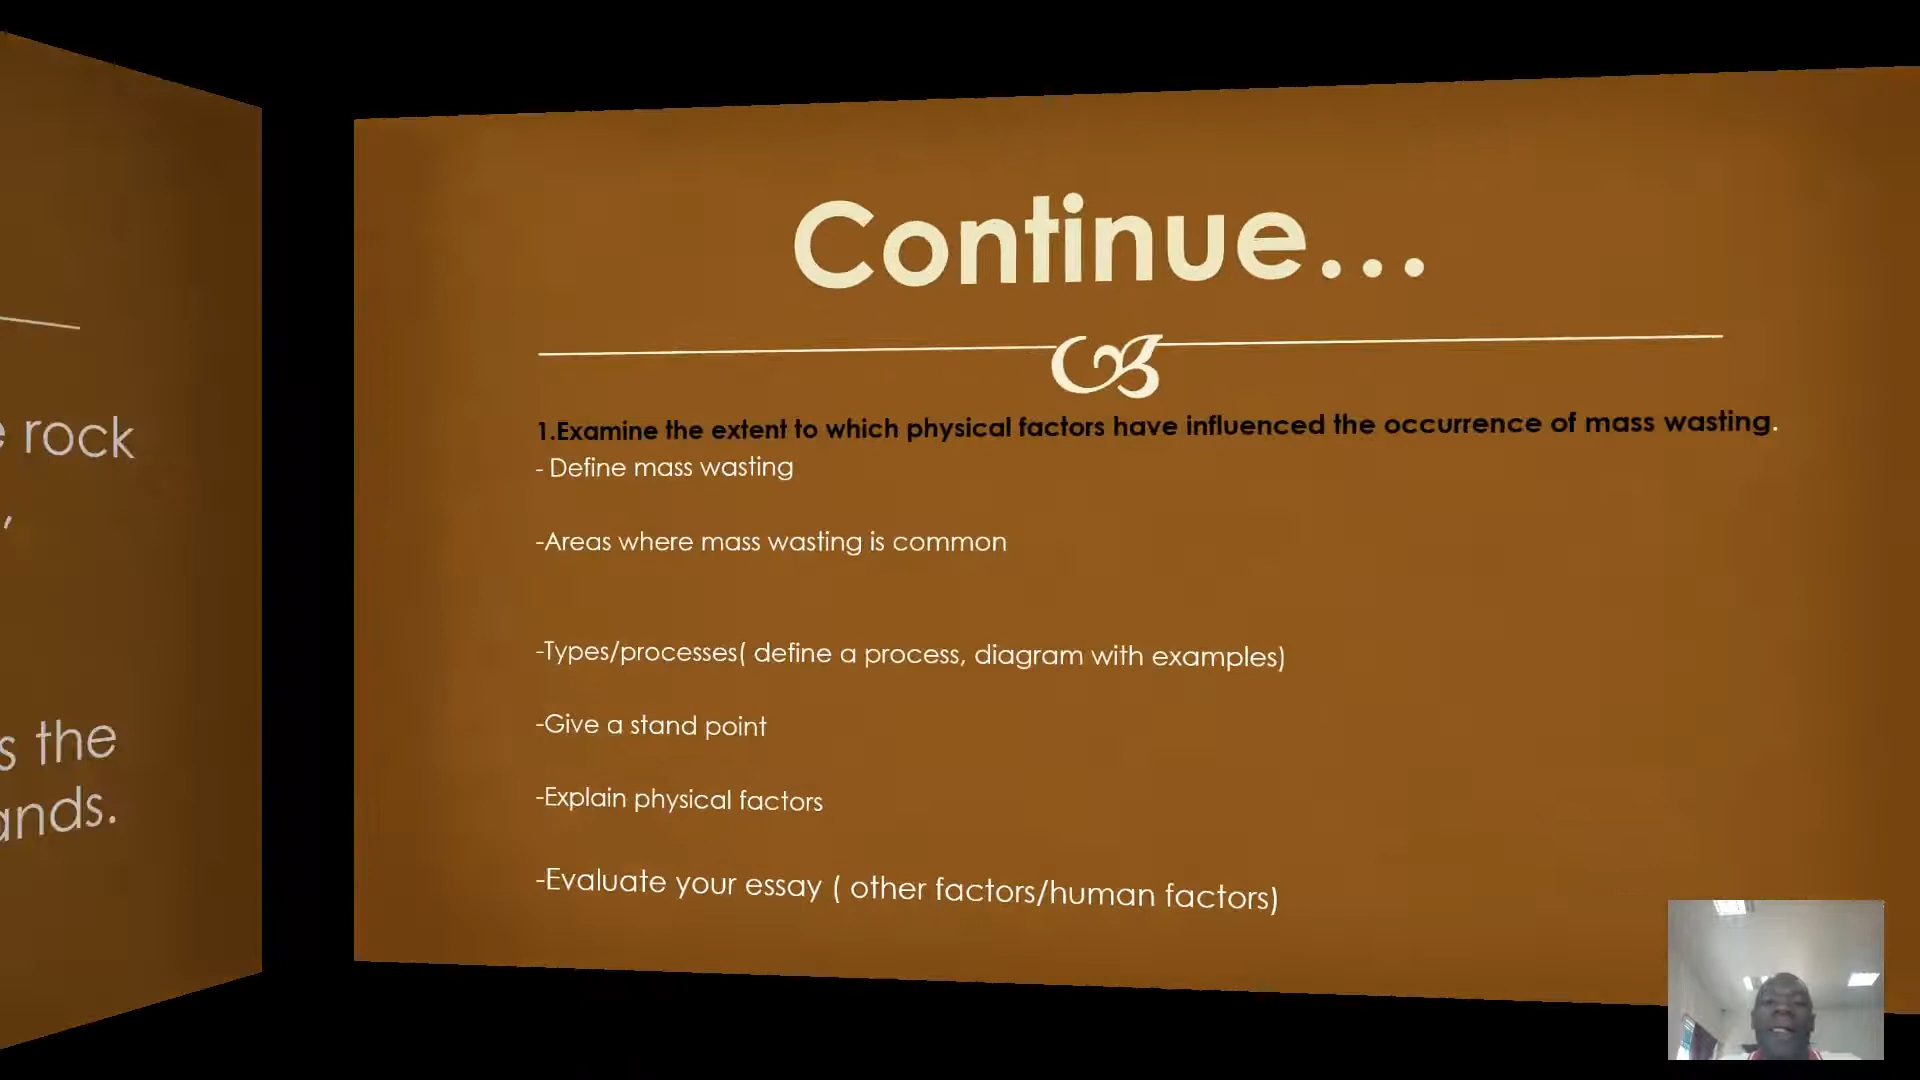 rock
,
s the
ands.
Continue...
1.Examine the extent to which physical factors have influenced the occurrence of mass wasting.
- Define mass wasting
-Areas where mass wasting is common
-Types/processes( define a process, diagram with examples)
-Give a stand point
-Explain physical factors
-Evaluate your essay ( other factors/human factors)